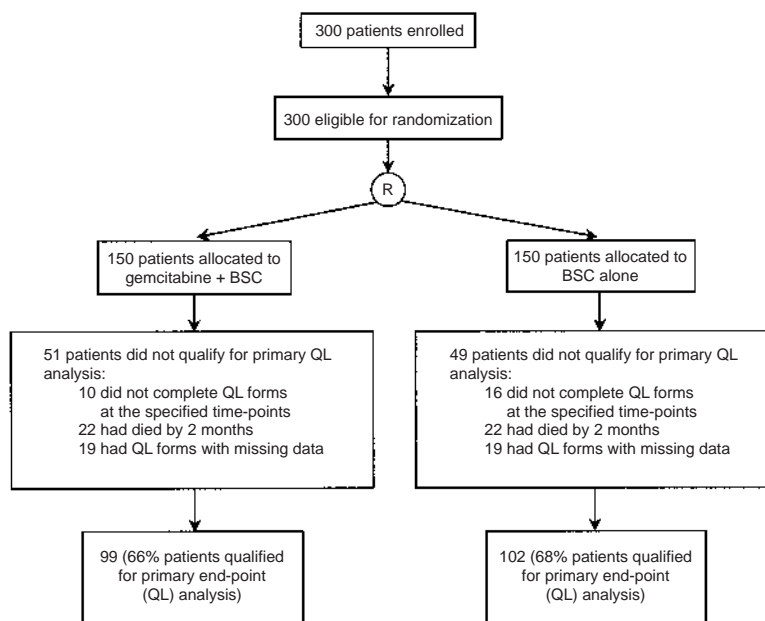 300 patients enrolled
300 eligible for randomization
R
150 patients allocated to
gemcitabine + BSC
150 patients allocated to
BSC alone
51 patients did not qualify for primary QL
analysis:
10 did not complete QL forms
at the specified time-points
22 had died by 2 months
19 had QL forms with missing data
49 patients did not qualify for primary QL
analysis:
16 did not complete QL forms
at the specified time-points
22 had died by 2 months
19 had QL forms with missing data
99 (66% patients qualified
for primary end-point
(QL) analysis)
102 (68% patients qualified
for primary end-point
(QL) analysis)